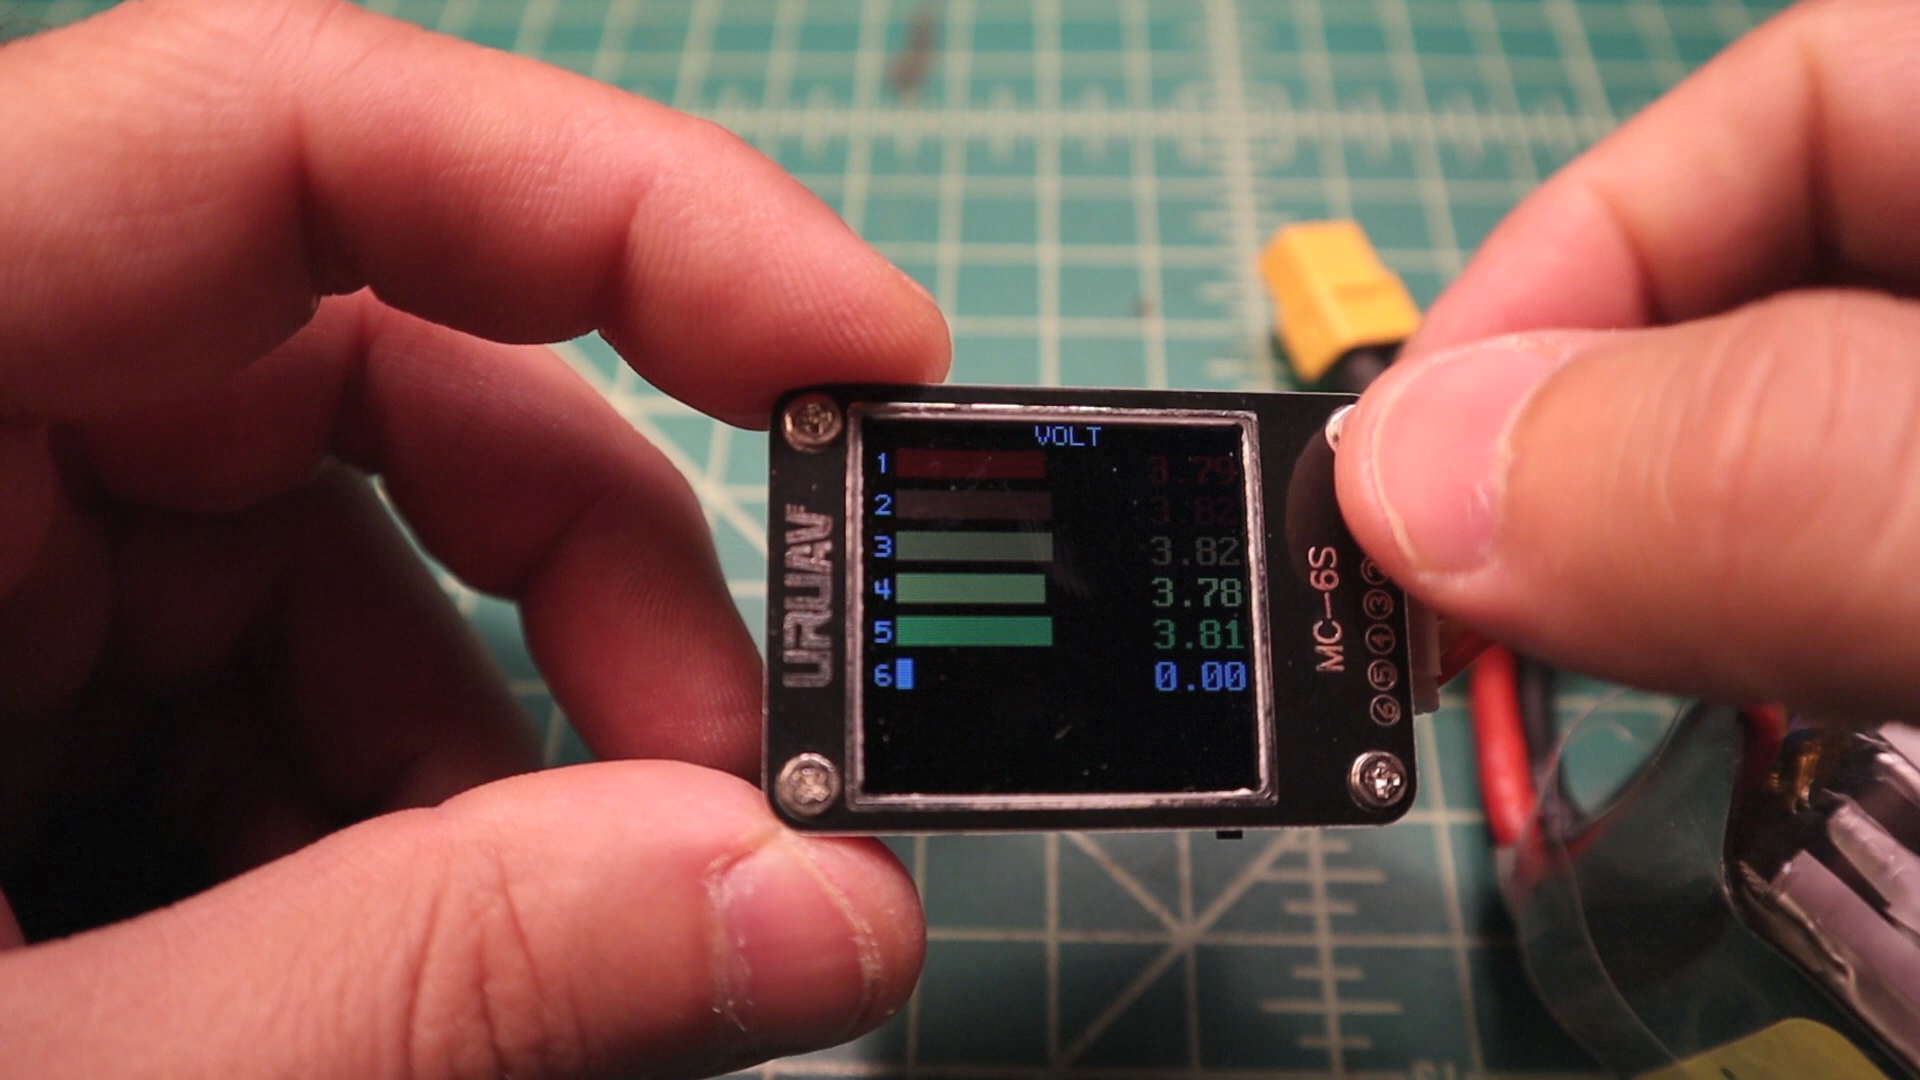 VOLT
1 3.79
2 3.82
3 3.82
4 3.78
5 3.81
6 0.00
URUAV
MC-6S
③ ④ ⑤ ⑥